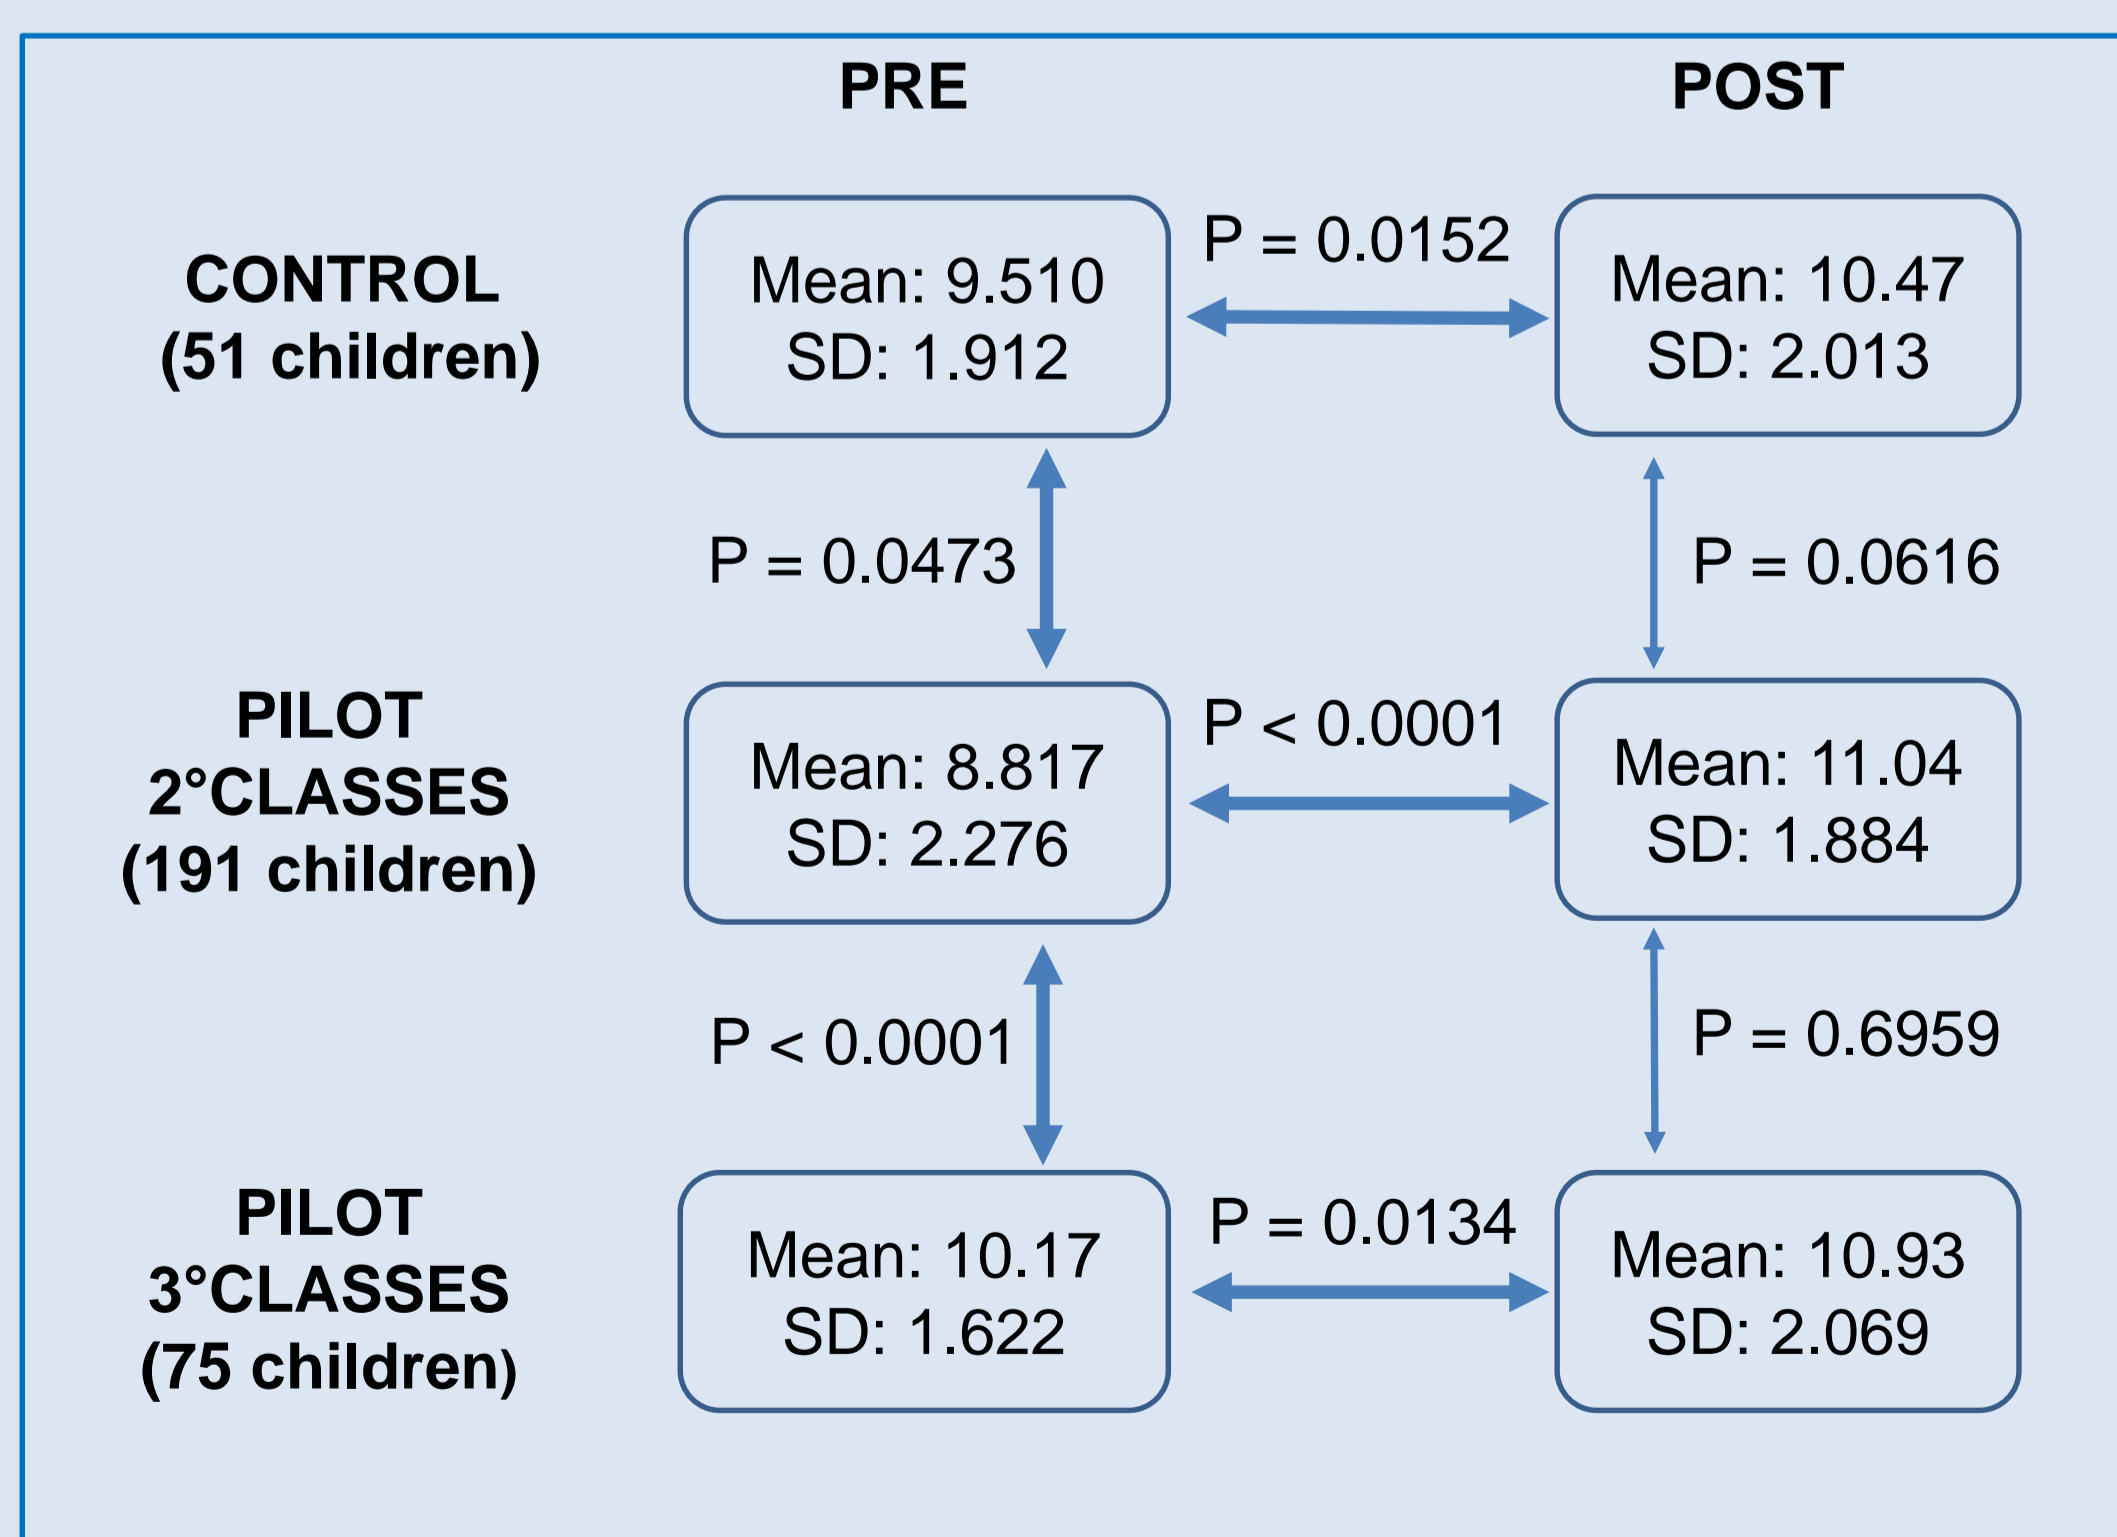 PRE
POST
CONTROL
(51 children)
Mean: 9.510
SD: 1.912
P = 0.0152
Mean: 10.47
SD: 2.013
P = 0.0473
P = 0.0616
PILOT
2°CLASSES
(191 children)
Mean: 8.817
SD: 2.276
P < 0.0001
Mean: 11.04
SD: 1.884
P < 0.0001
P = 0.6959
PILOT
3°CLASSES
(75 children)
Mean: 10.17
SD: 1.622
P = 0.0134
Mean: 10.93
SD: 2.069